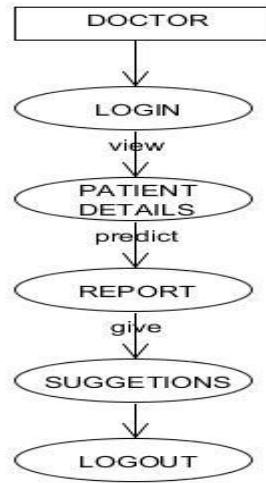 DOCTOR
LOGIN
view
PATIENT
DETAILS
predict
REPORT
give
SUGGETIONS
LOGOUT